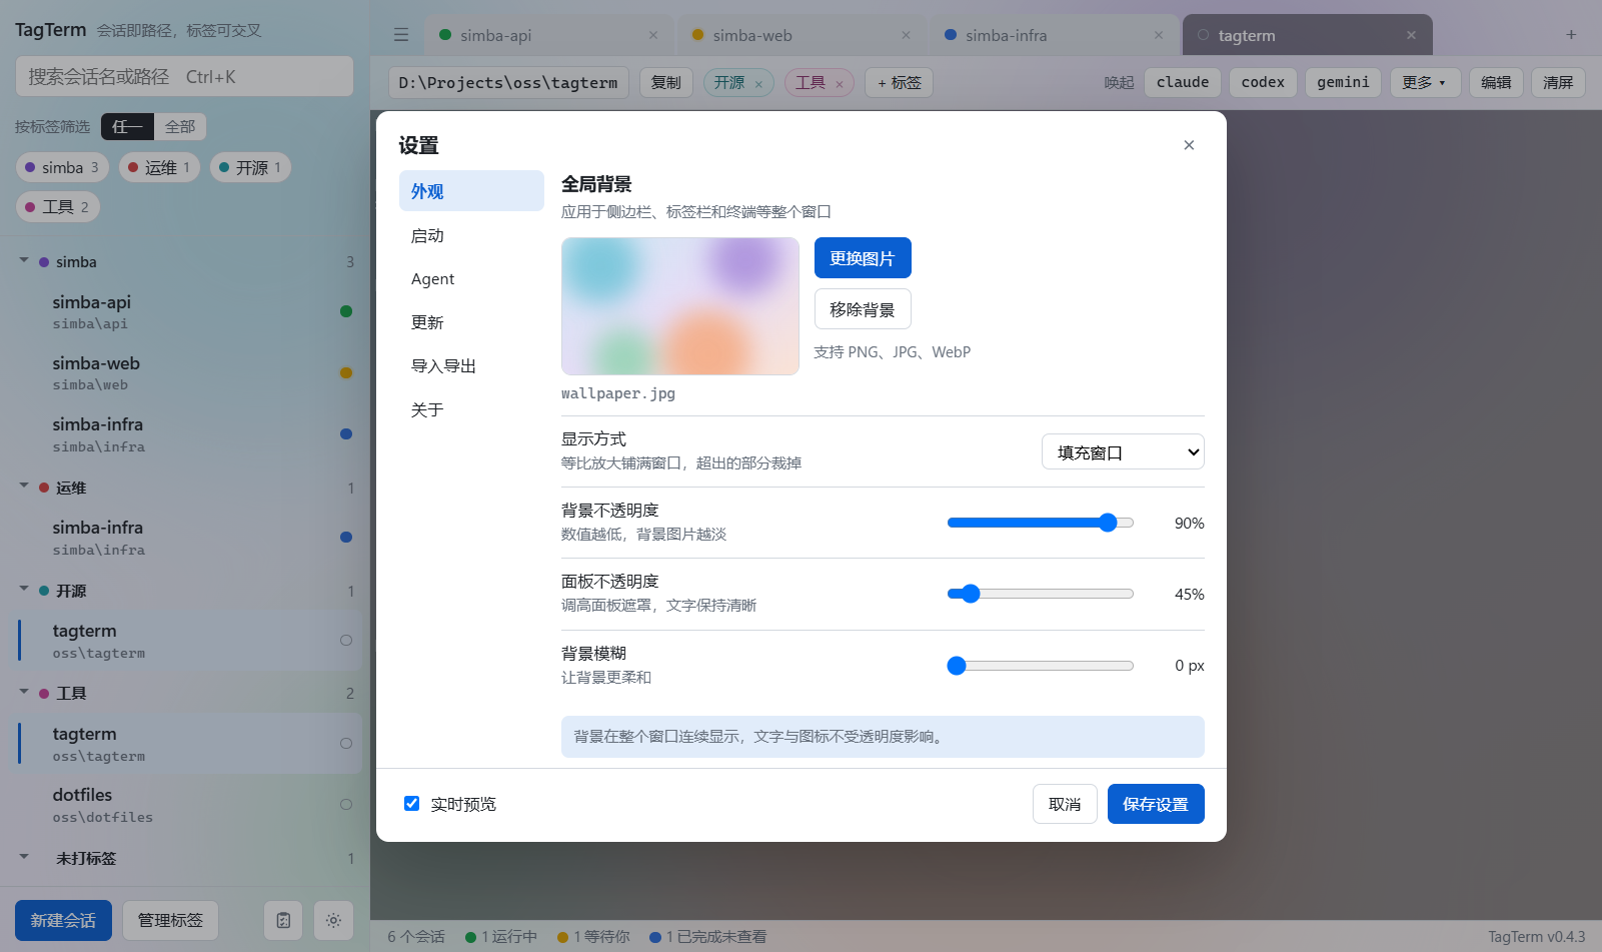 TagTerm 会话即路径，标签可交叉
搜索会话名或路径 Ctrl+K
按标签筛选 任一 全部
simba 3 运维 1 开源 1
工具 2
simba 3
simba-api
simba\api
simba-web
simba\web
simba-infra
simba\infra
运维 1
simba-infra
simba\infra
开源 1
tagterm
oss\tagterm
工具 2
tagterm
oss\tagterm
dotfiles
oss\dotfiles
未打标签 1
新建会话 管理标签
☰ simba-api × simba-web × simba-infra × tagterm × +
D:\Projects\oss\tagterm 复制 开源 × 工具 × + 标签 唤起 claude codex gemini 更多 ▾ 编辑 清屏
设置 ×
外观
启动
Agent
更新
导入导出
关于
全局背景
应用于侧边栏、标签栏和终端等整个窗口
更换图片
移除背景
支持 PNG、JPG、WebP
wallpaper.jpg
显示方式
等比放大铺满窗口，超出的部分裁掉
填充窗口
背景不透明度
数值越低，背景图片越淡
90%
面板不透明度
调高面板遮罩，文字保持清晰
45%
背景模糊
让背景更柔和
0 px
背景在整个窗口连续显示，文字与图标不受透明度影响。
实时预览 取消 保存设置
6 个会话 1 运行中 1 等待你 1 已完成未查看 TagTerm v0.4.3